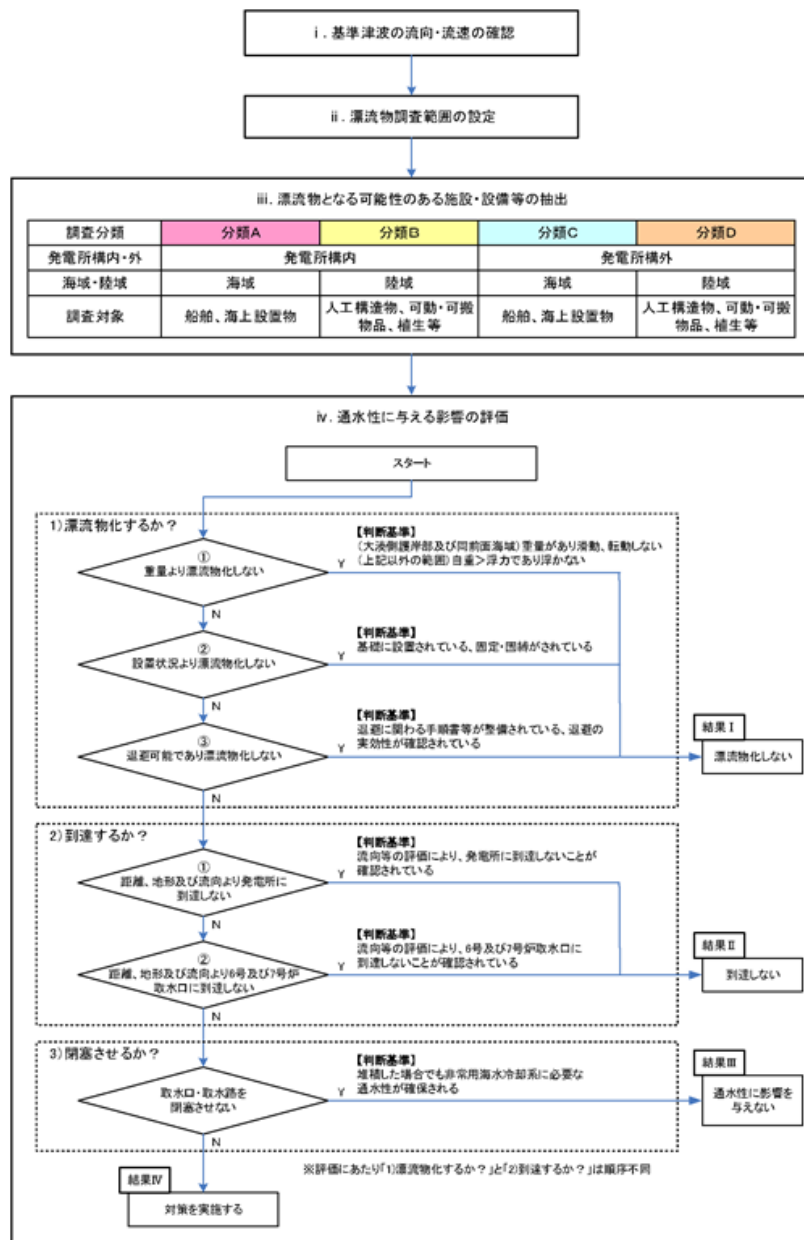 ⅰ. 基準津波の流向・流速の確認
ⅱ. 漂流物調査範囲の設定
ⅲ. 漂流物となる可能性のある施設・設備等の抽出
調査分類 分類A 分類B 分類C 分類D
発電所構内・外 発電所構内 発電所構外
海域・陸域 海域 陸域 海域 陸域
調査対象 船舶、海上設置物 人工構造物、可動・可搬 船舶、海上設置物 人工構造物、可動・可搬
物品、植生等 物品、植生等
ⅳ. 通水性に与える影響の評価
スタート
1)漂流物化するか?
①
重量より漂流物化しない
Y
N
【判断基準】
(大湊側護岸部及び同前面海域)重量があり滑動、転動しない
(上記以外の範囲)自重>浮力であり浮かない
②
設置状況より漂流物化しない
Y
N
【判断基準】
基礎に設置されている、固定・固縛がされている
③
退避可能であり漂流物化しない
Y
N
【判断基準】
退避に関わる手順書等が整備されている、退避の
実効性が確認されている
結果Ⅰ
漂流物化しない
2)到達するか?
①
距離、地形及び流向より発電所に
到達しない
Y
N
【判断基準】
流向等の評価により、発電所に到達しないことが
確認されている
②
距離、地形及び流向より6号及び7号炉
取水口に到達しない
Y
N
【判断基準】
流向等の評価により、6号及び7号炉取水口に
到達しないことが確認されている
結果Ⅱ
到達しない
3)閉塞させるか?
取水口・取水路を
閉塞させない
Y
N
【判断基準】
堆積した場合でも非常用海水冷却系に必要な
通水性が確保される
結果Ⅲ
通水性に影響を
与えない
※評価にあたり「1)漂流物化するか?」と「2)到達するか?」は順序不同
結果Ⅳ
対策を実施する